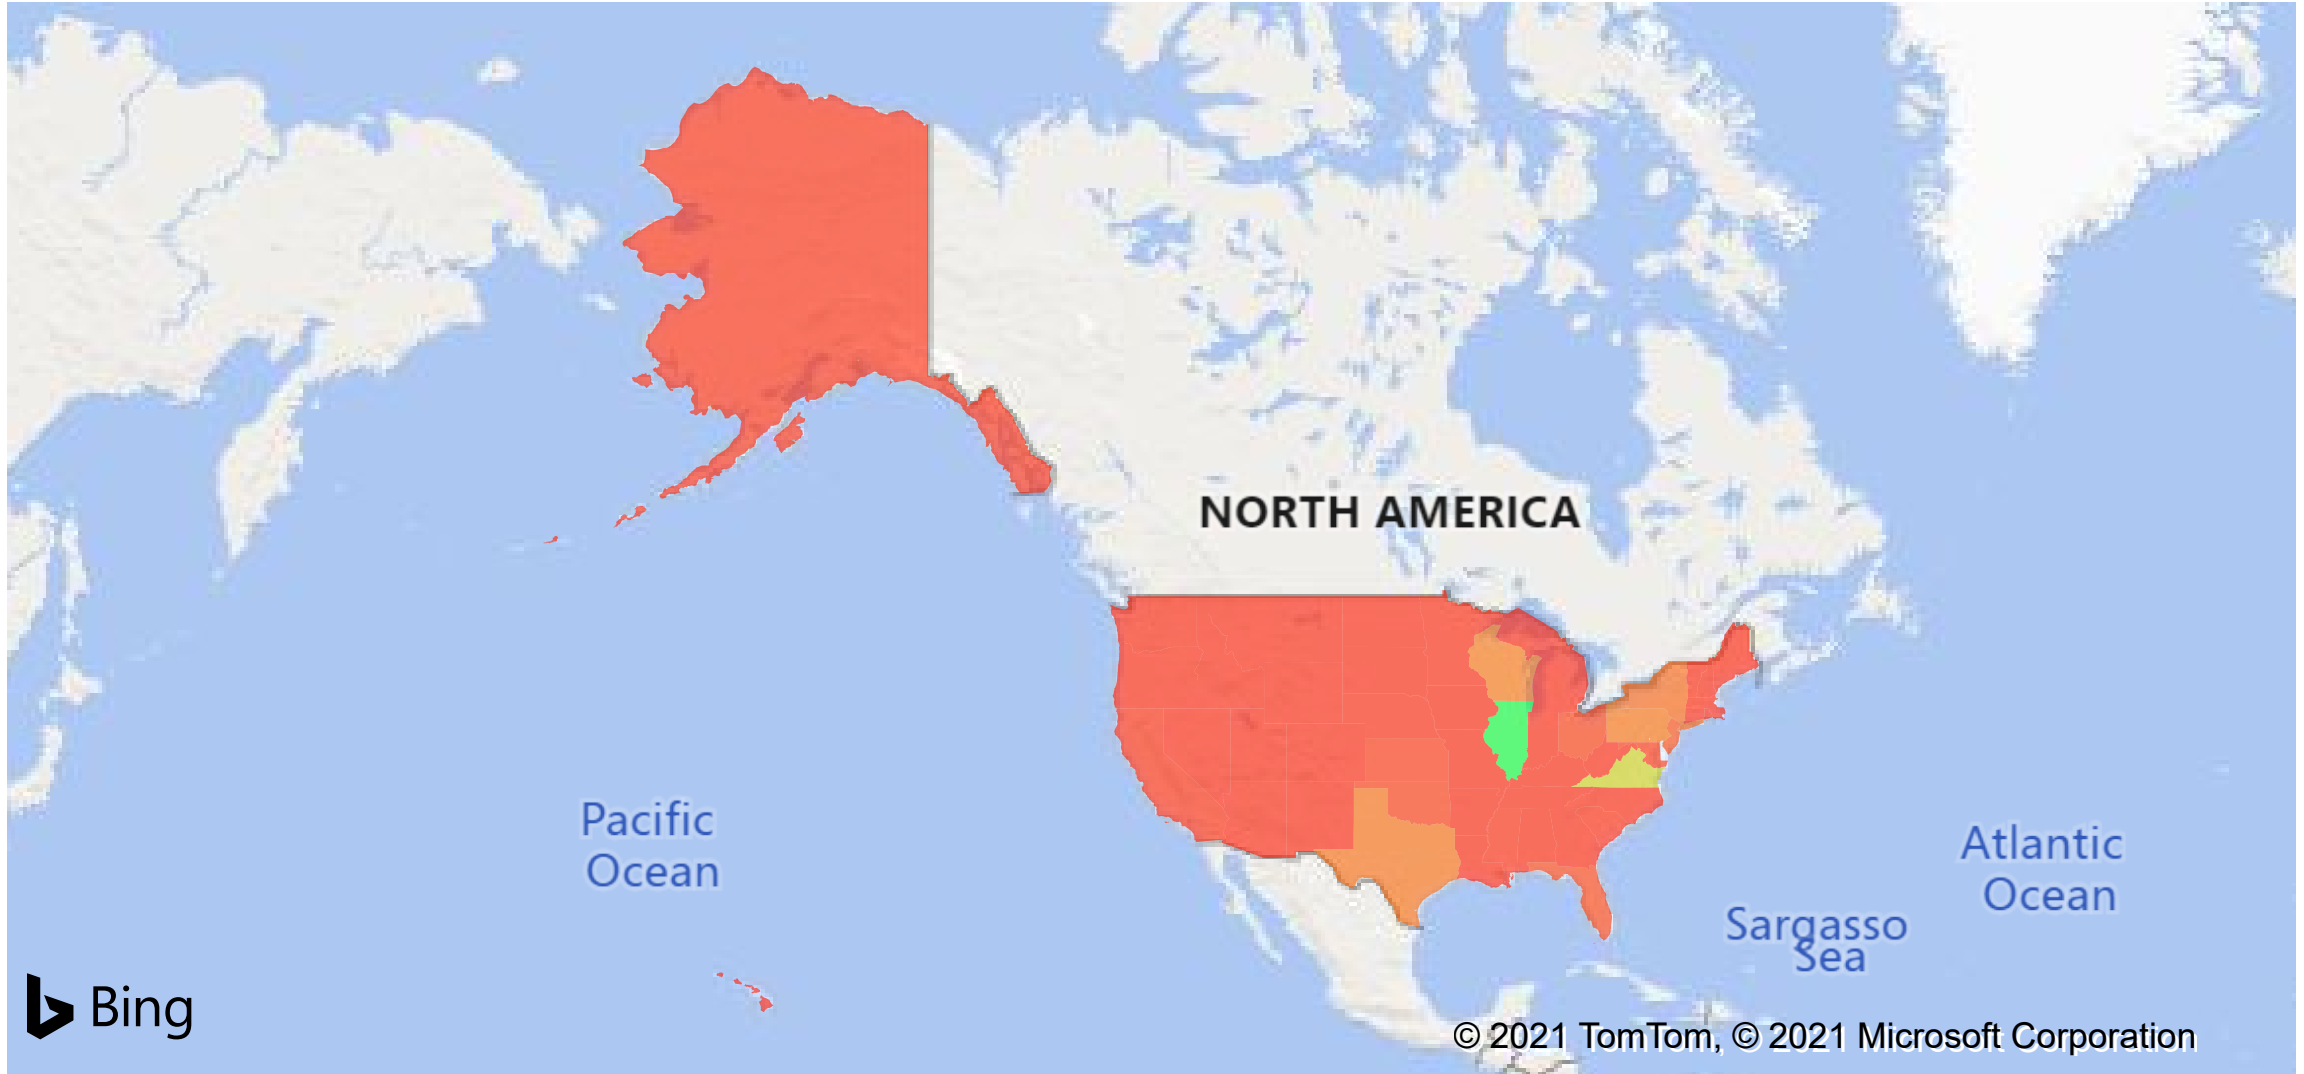 NORTH AMERICA
Pacific
Ocean
Atlantic
Ocean
Sargasso
Sea
Bing
© 2021 TomTom, © 2021 Microsoft Corporation